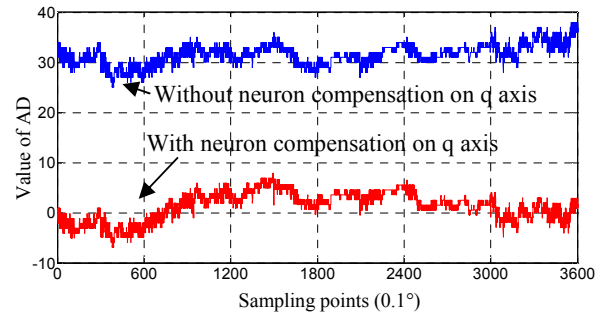 40
30
20
10
0
-10
Value of AD
Without neuron compensation on q axis
With neuron compensation on q axis
0 600 1200 1800 2400 3000 3600
Sampling points (0.1°)